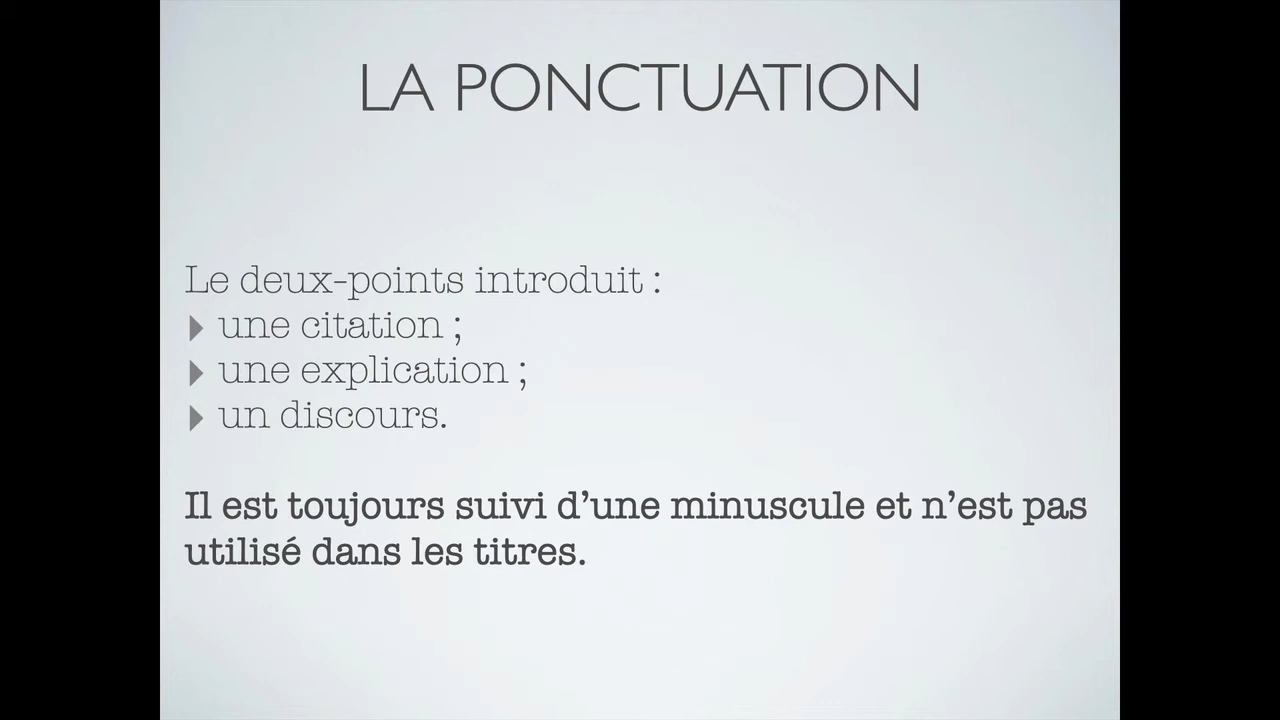 LA PONCTUATION
Le deux-points introduit :
‣ une citation ;
‣ une explication ;
‣ un discours.
Il est toujours suivi d’une minuscule et n’est pas
utilisé dans les titres.